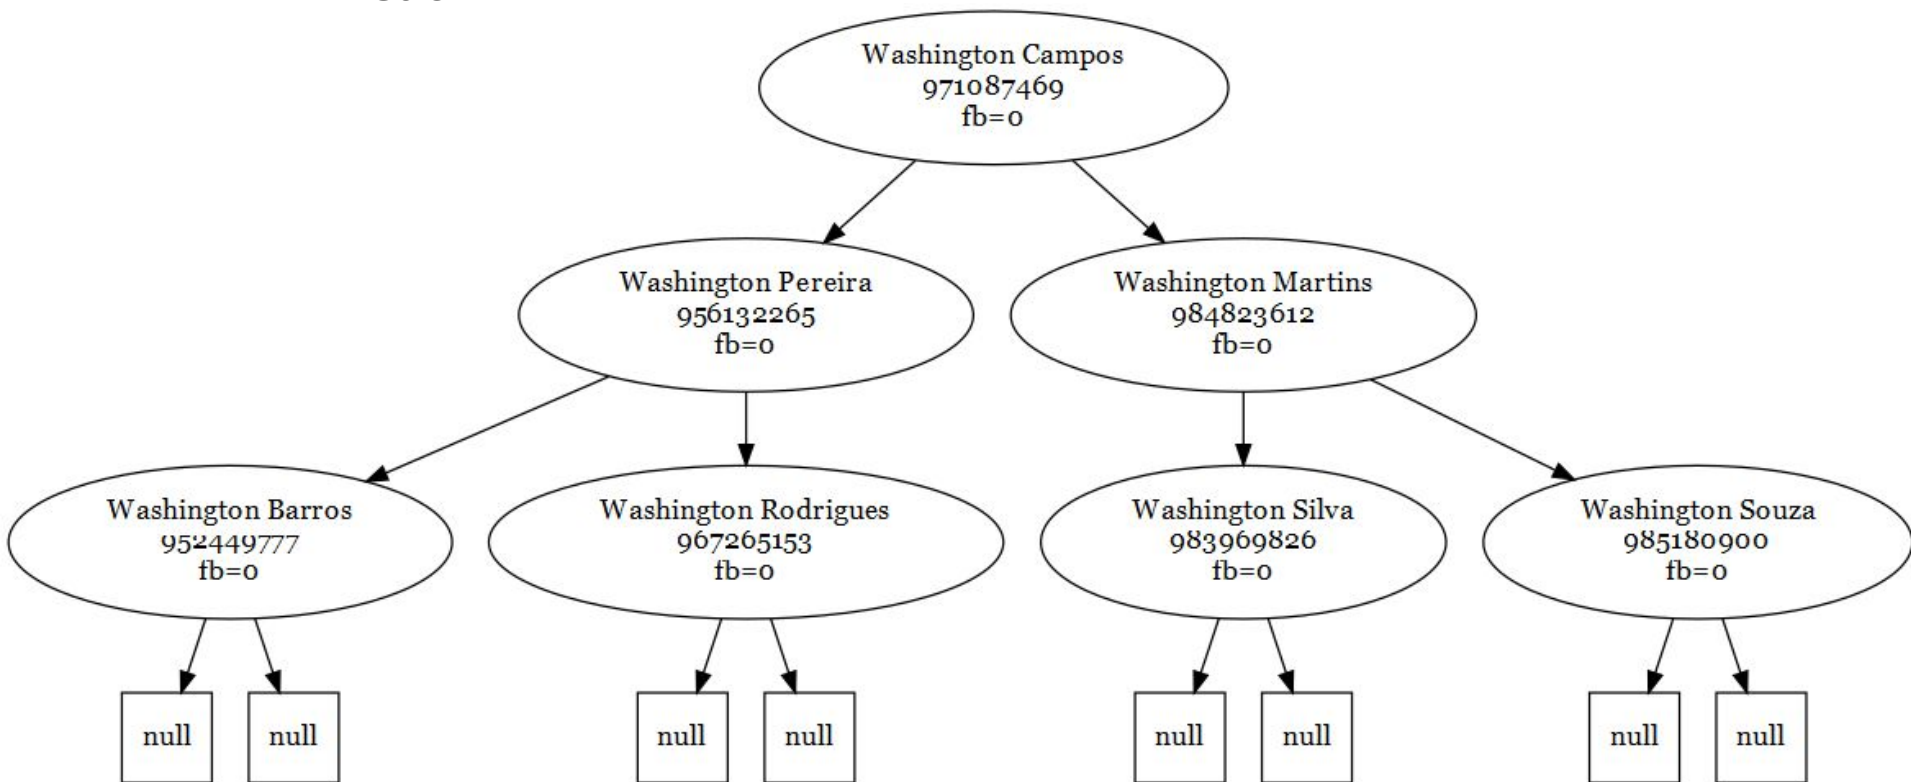 Washington Campos
971087469
fb=0
Washington Pereira
956132265
fb=0
Washington Martins
984823612
fb=0
Washington Barros
952449777
fb=0
Washington Rodrigues
967265153
fb=0
Washington Silva
983969826
fb=0
Washington Souza
985180900
fb=0
null
null
null
null
null
null
null
null